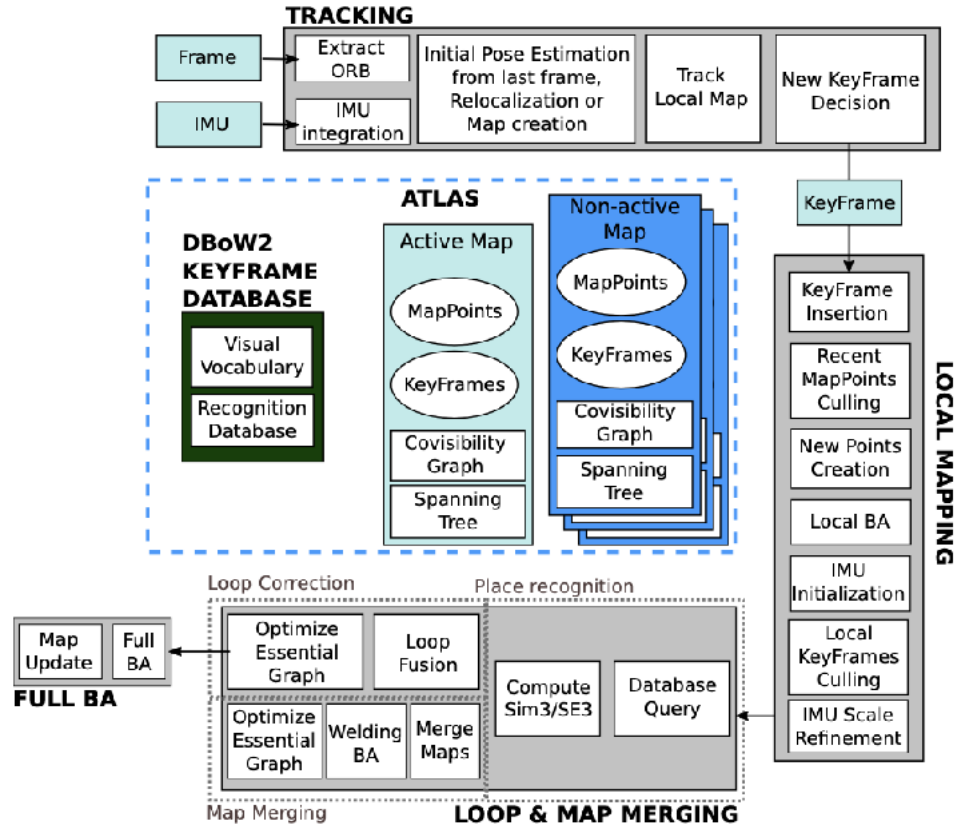 TRACKING
Frame
IMU
Extract
ORB
IMU
integration
Initial Pose Estimation
from last frame,
Relocalization or
Map creation
Track
Local Map
New KeyFrame
Decision
KeyFrame
ATLAS
DBoW2
KEYFRAME
DATABASE
Visual
Vocabulary
Recognition
Database
Active Map
MapPoints
KeyFrames
Covisibility
Graph
Spanning
Tree
Non-active
Map
MapPoints
KeyFrames
Covisibility
Graph
Spanning
Tree
LOCAL MAPPING
KeyFrame
Insertion
Recent
MapPoints
Culling
New Points
Creation
Local BA
IMU
Initialization
Local
KeyFrames
Culling
IMU Scale
Refinement
Loop Correction
Place recognition
Optimize
Essential
Graph
Loop
Fusion
Compute
Sim3/SE3
Database
Query
Map
Update
Full
BA
FULL BA
Optimize
Essential
Graph
Welding
BA
Merge
Maps
Map Merging
LOOP & MAP MERGING